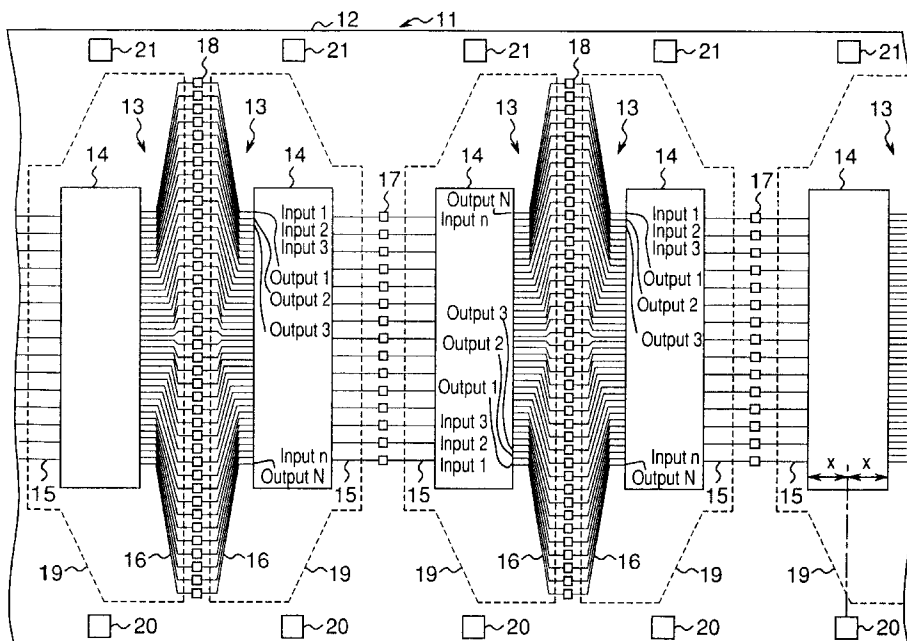 12 11
21 18 21 21 18 21 21
13 13 13 13 13
14 14 17 14 14 17 14
Output N
Input 1 Input n Input 1
Input 2 Input 2
Input 3 Input 3
Output 1 Output 1
Output 2 Output 3 Output 2
Output 3 Output 2 Output 3
Output 1
Input 3
Input n Input 2 Input n
Output N Input 1 Output N
x x
15 15 15 15 15
16 16 16 16
19 19 19 19 19
20 20 20 20 20